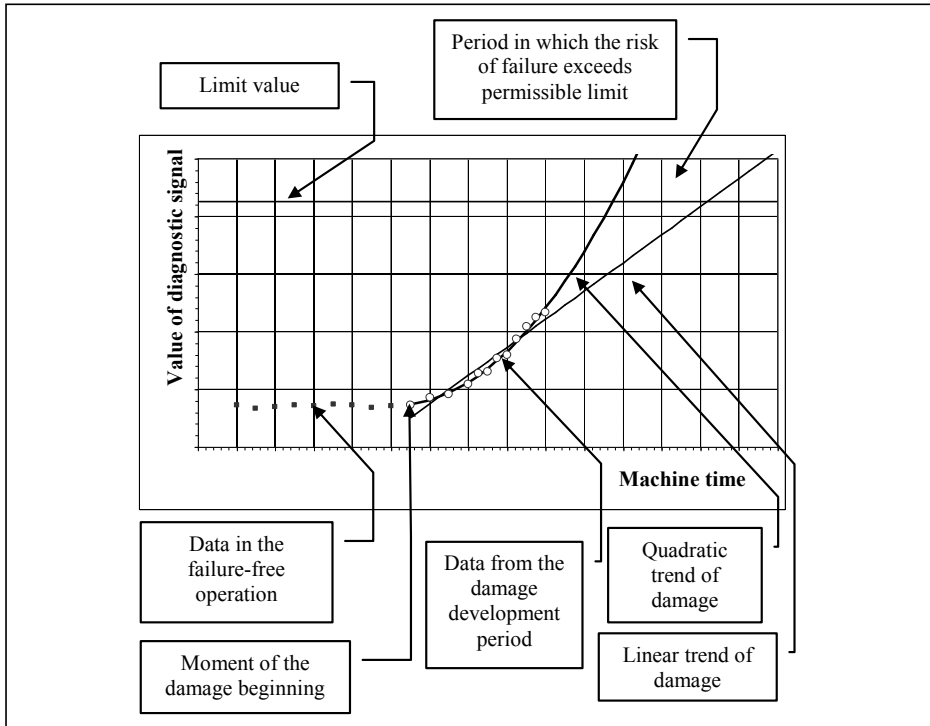 Period in which the risk
of failure exceeds
permissible limit
Limit value
Value of diagnostic signal
Machine time
Data in the
failure-free
operation
Data from the
damage
development
period
Quadratic
trend of
damage
Moment of the
damage beginning
Linear trend of
damage